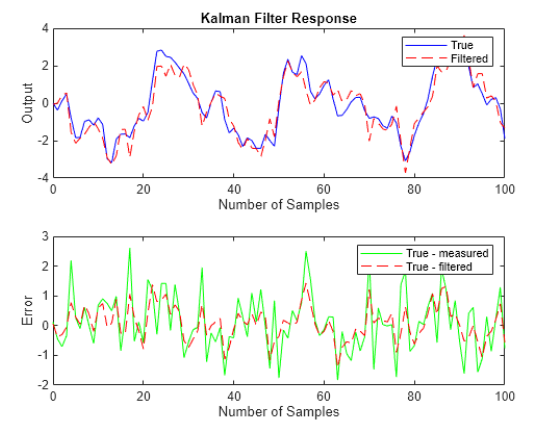 Kalman Filter Response
4
2
0
-2
-4
Output
True
Filtered
0
20
40
60
80
100
Number of Samples
3
2
1
0
-1
-2
Error
True - measured
True - filtered
0
20
40
60
80
100
Number of Samples